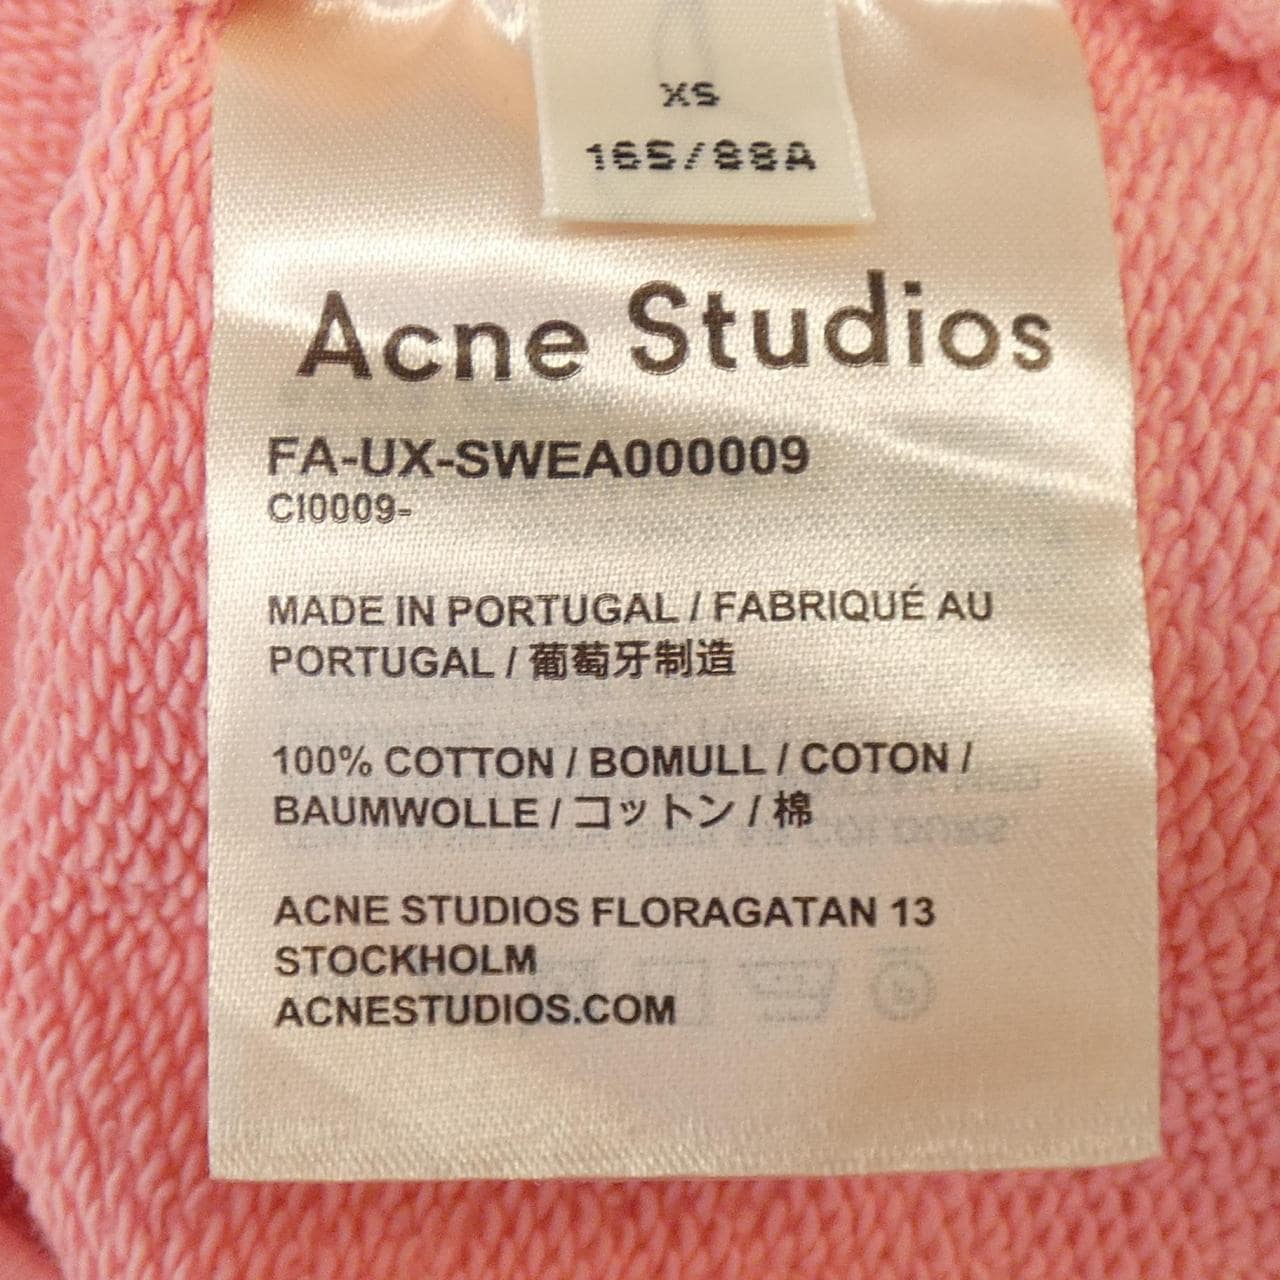 XS
165/88A
Acne Studios
FA-UX-SWEA000009
CI0009-
MADE IN PORTUGAL / FABRIQUÉ AU
PORTUGAL / 葡萄牙制造
100% COTTON / BOMULL / COTON /
BAUMWOLLE / コットン / 棉
ACNE STUDIOS FLORAGATAN 13
STOCKHOLM
ACNESTUDIOS.COM